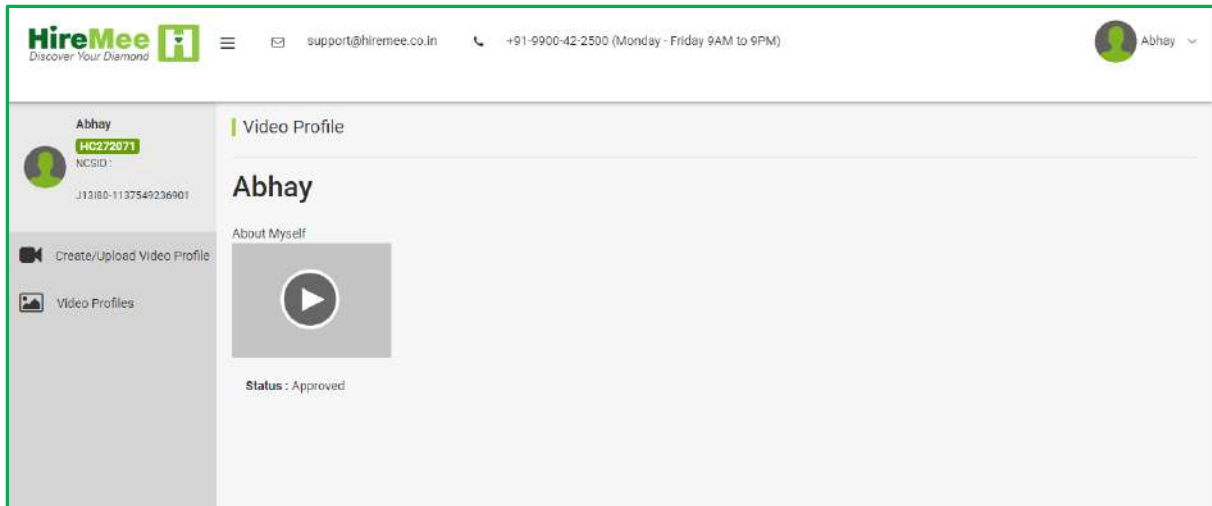 HireMee
Discover Your Diamond
support@hiremee.co.in
+91-9900-42-2500 (Monday - Friday 9AM to 9PM)
Abhay
Abhay
HC272071
NCSID :
J13I80-1137549236901
Create/Upload Video Profile
Video Profiles
Video Profile
Abhay
About Myself
Status : Approved